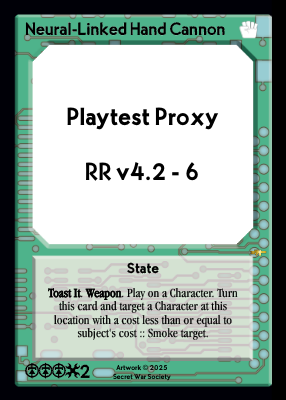 Neural-Linked Hand Cannon
Playtest Proxy
RR v4.2 - 6
State
Toast It. Weapon. Play on a Character. Turn
this card and target a Character at this
location with a cost less than or equal to
subject's cost :: Smoke target.
2
Artwork © 2025
Secret War Society